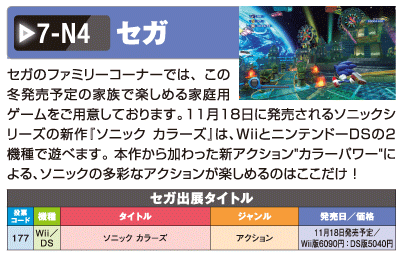 7-N4 セガ
セガのファミリーコーナーでは、この
冬発売予定の家族で楽しめる家庭用
ゲームをご用意しております。11月18日に発売されるソニックシ
リーズの新作『ソニック カラーズ』は、WiiとニンテンドーDSの2
機種で遊べます。本作から加わった新アクション"カラーパワー"に
よる、ソニックの多彩なアクションが楽しめるのはここだけ！
セガ出展タイトル
投票コード 機種 タイトル ジャンル 発売日／価格
177 Wii／DS ソニック カラーズ アクション 11月18日発売予定／Wii版6090円：DS版5040円